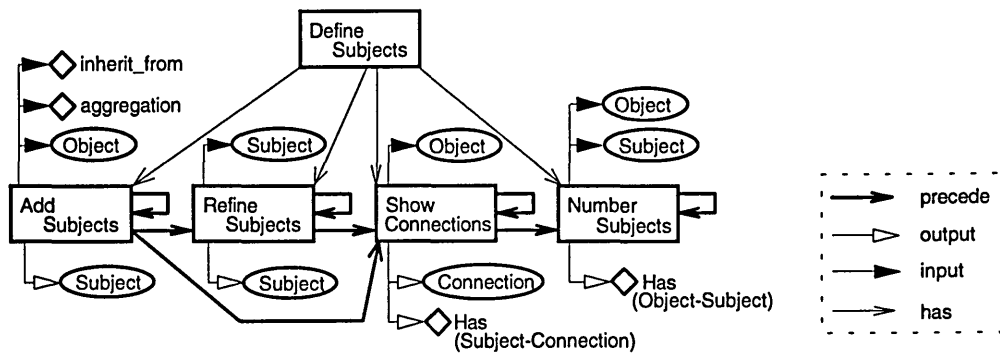 Define
Subjects
inherit_from
aggregation
Object
Subject
Object
Object
Subject
Add
Subjects
Refine
Subjects
Show
Connections
Number
Subjects
Subject
Subject
Connection
Has
(Subject-Connection)
Has
(Object-Subject)
precede
output
input
has